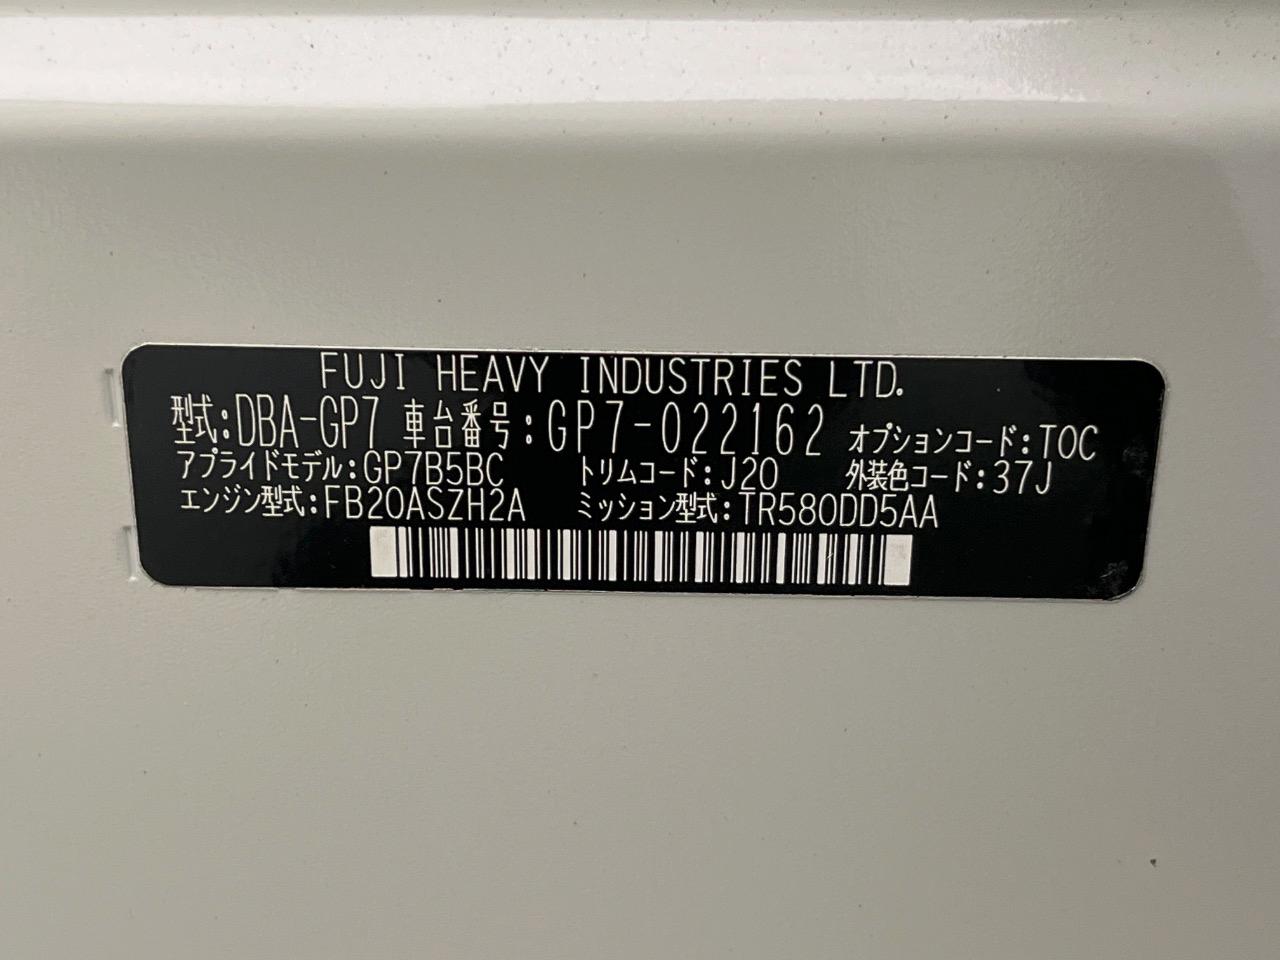 FUJI HEAVY INDUSTRIES LTD.
型式:DBA-GP7 車台番号:GP7-022162 オプションコード:TOC
アプライドモデル:GP7B5BC トリムコード:J20 外装色コード:37J
エンジン型式:FB20ASZH2A ミッション型式:TR580DD5AA